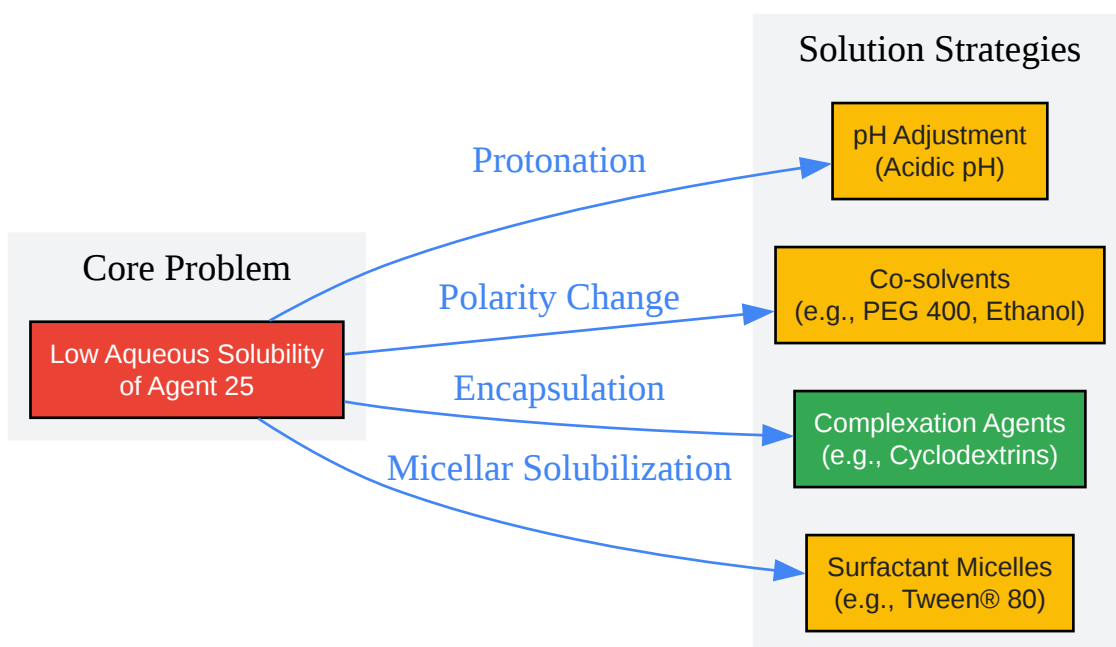 Solution Strategies
pH Adjustment
(Acidic pH)
Protonation
Core Problem
Co-solvents
(e.g., PEG 400, Ethanol)
Polarity Change
Low Aqueous Solubility
of Agent 25
Encapsulation
Complexation Agents
(e.g., Cyclodextrins)
Micellar Solubilization
Surfactant Micelles
(e.g., Tween® 80)